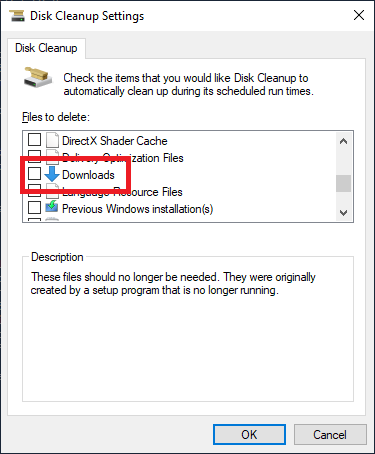 Disk Cleanup Settings
Disk Cleanup
Check the items that you would like Disk Cleanup to
automatically clean up during its scheduled run times.
Files to delete:
DirectX Shader Cache
Delivery Optimization Files
Downloads
Language Resource Files
Previous Windows installation(s)
Description
These files should no longer be needed. They were originally
created by a setup program that is no longer running.
OK
Cancel